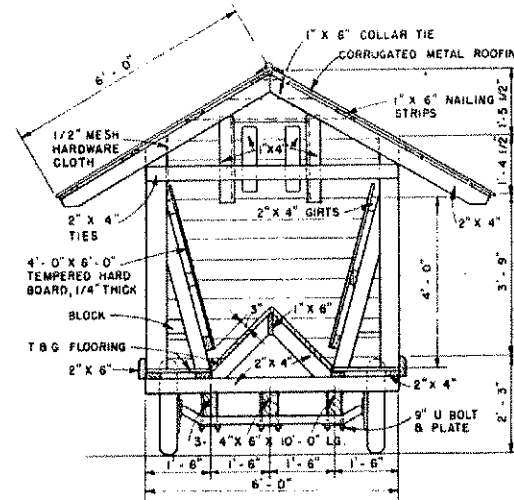 1" X 6" COLLAR TIE
CORRUGATED METAL ROOFIN
6'-0"
1" X 6" NAILING
STRIPS
1'-5 1/2"
1/2" MESH
HARDWARE
CLOTH
1"X4"
1'-4 1/2"
2" X 4"
TIES
2"X 4" GIRTS
2"X 4"
4'-0" X 6'-0"
TEMPERED HARD
BOARD, 1/4" THICK
4'-0"
3'-9"
BLOCK
3"
1"X 6"
T & G FLOORING
2" X 6"
2"X 4"
2"X 4"
9" U BOLT
& PLATE
2'-3"
3- 4"X 6" X 10'-0" LG.
1'-6"
1'-6"
1'-6"
1'-6"
6'-0"